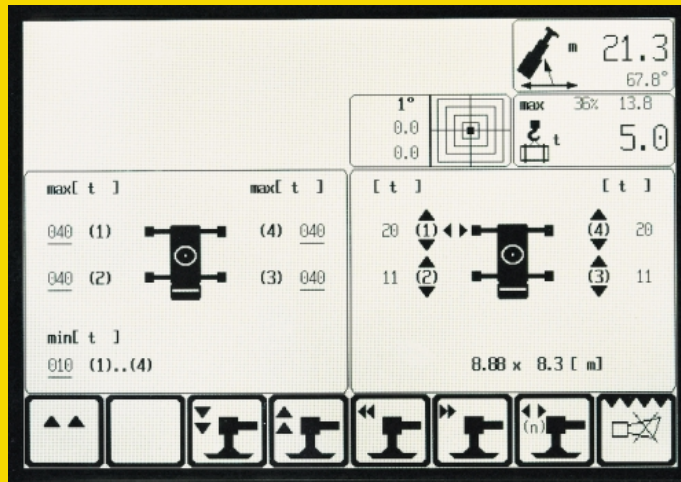 m 21.3
67.8°
1°
0.0
0.0
max 36% 13.8
t 5.0
max[ t ] max[ t ]
040 (1) (4) 040
040 (2) (3) 040
min[ t ]
010 (1)..(4)
[ t ] [ t ]
20 (1) (4) 20
11 (2) (3) 11
8.88 x 8.3 [ m]
(n)